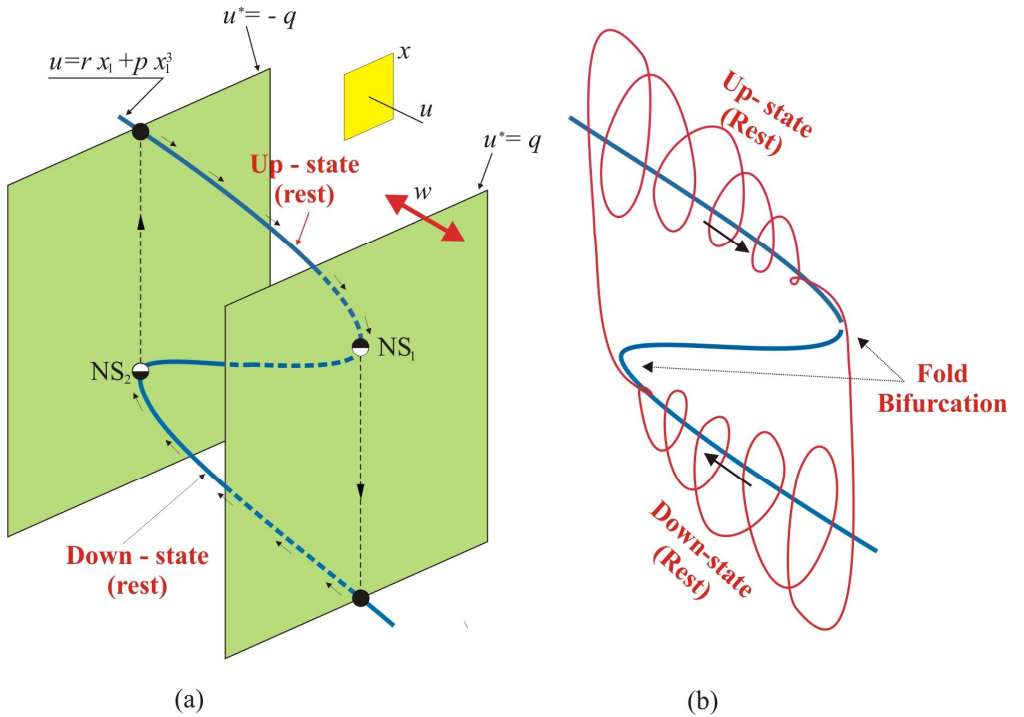 u*= - q
u=r x₁+p x₁³
x
u
u*= q
w
Up - state
(rest)
NS₁
NS₂
Down - state
(rest)
(a)
Up- state
(Rest)
Fold
Bifurcation
Down-state
(Rest)
(b)